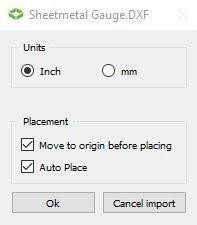 Sheetmetal Gauge.DXF
Units
Inch
mm
Placement
Move to origin before placing
Auto Place
Ok
Cancel import